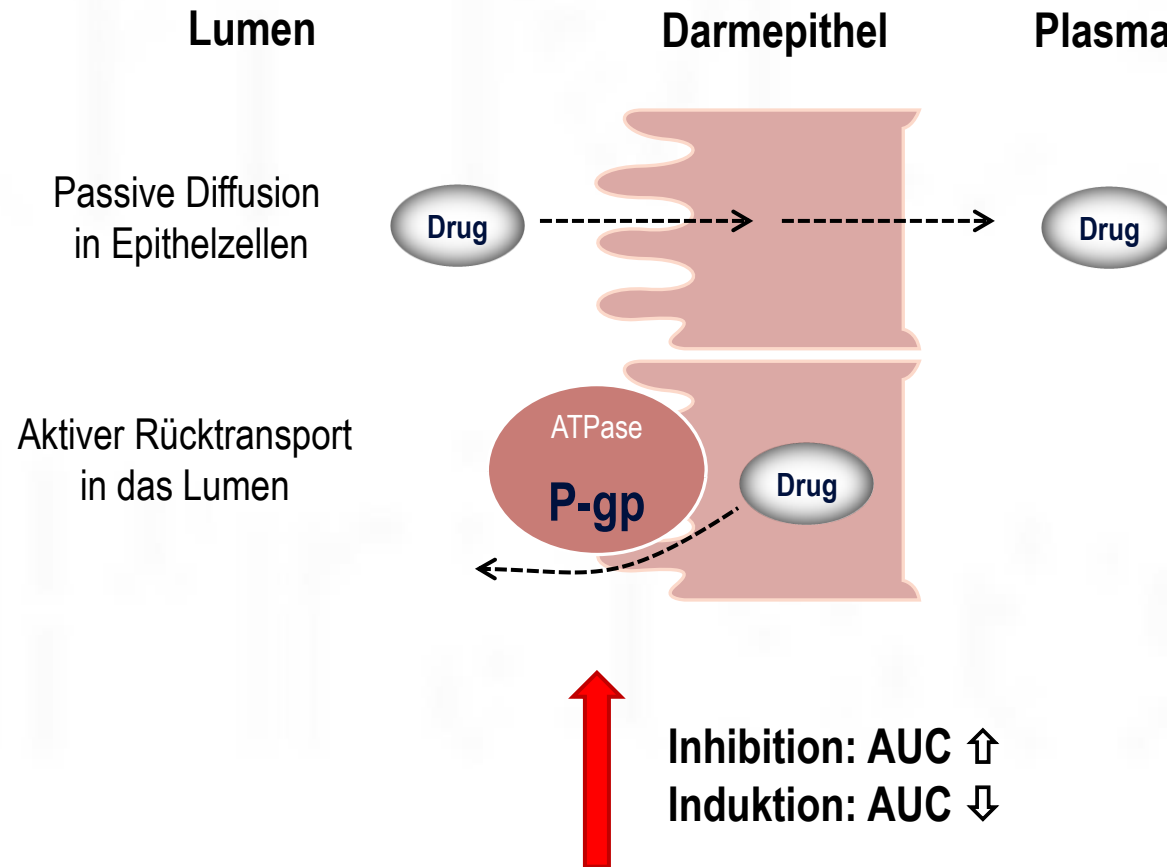 Lumen
Darmepithel
Plasma
Passive Diffusion
in Epithelzellen
Drug
Drug
Aktiver Rücktransport
in das Lumen
ATPase
P-gp
Drug
Inhibition: AUC ⇧
Induktion: AUC ⇩